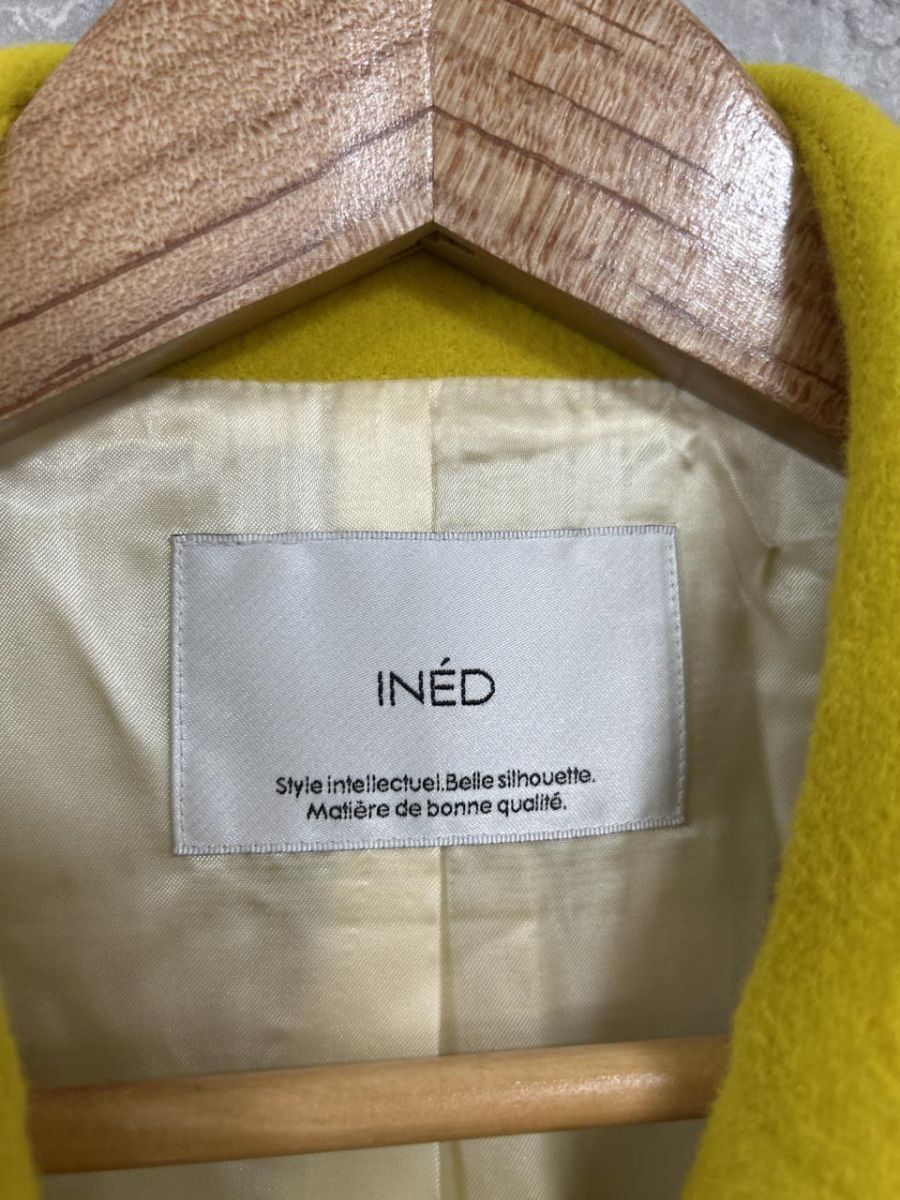 INÉD
Style intellectuel.Belle silhouette.
Matière de bonne qualité.